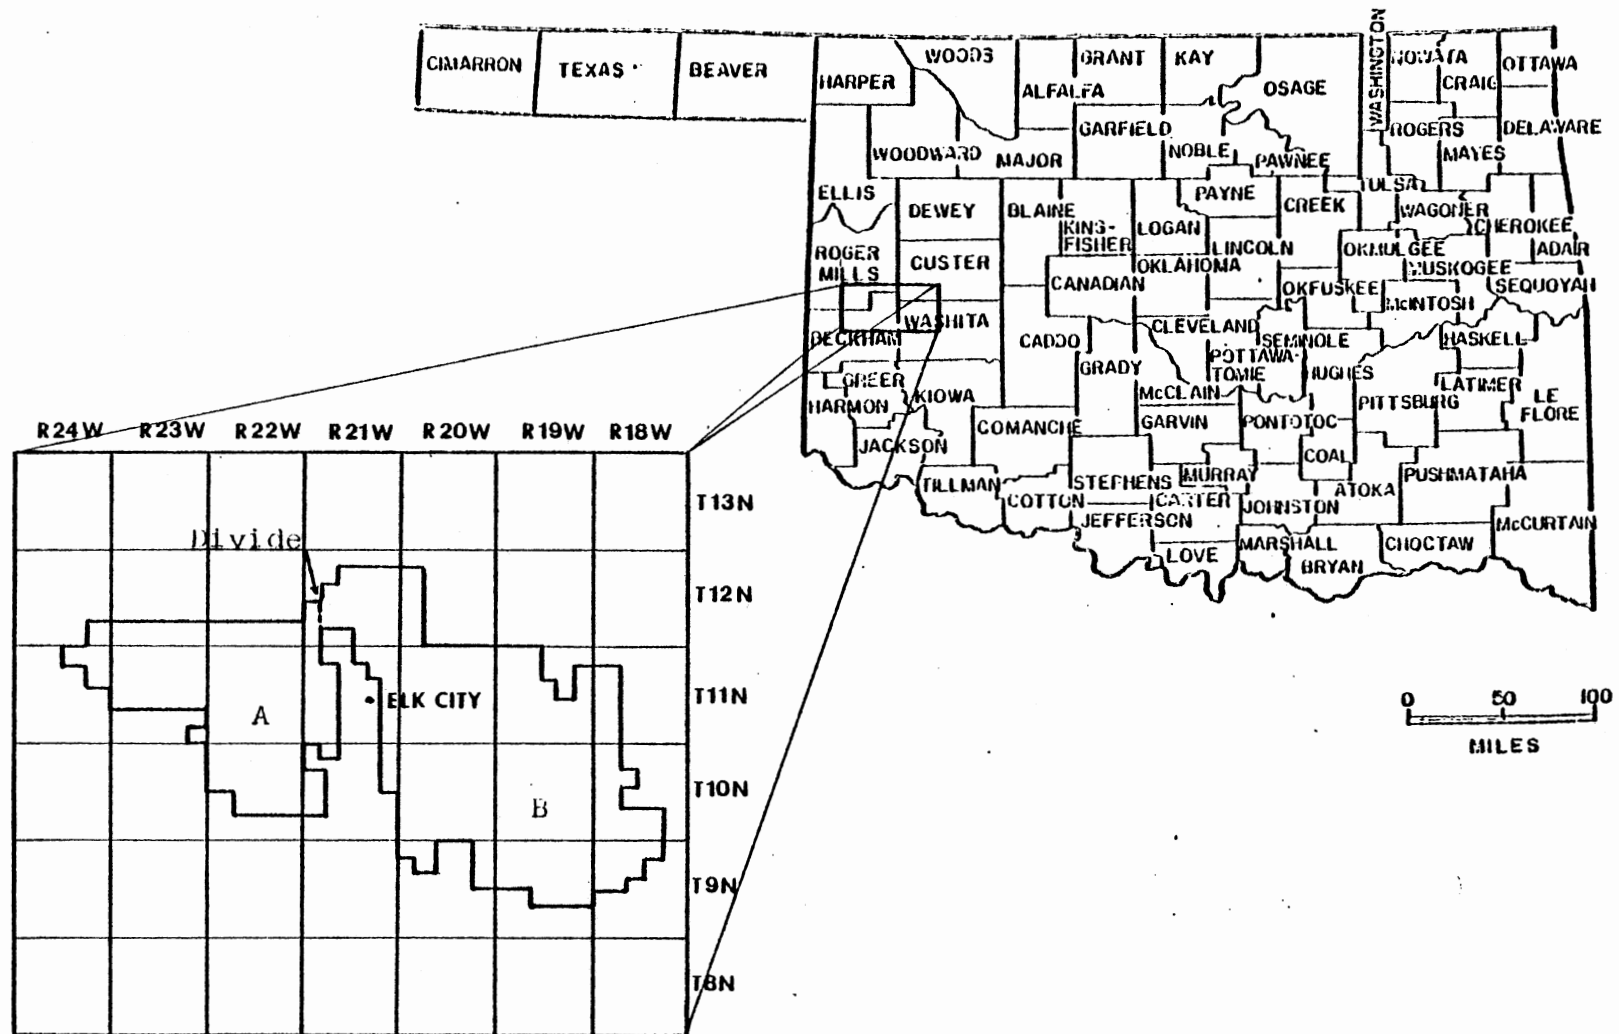 CIMARRON
TEXAS
BEAVER
HARPER
WOODS
ALFALFA
GRANT
KAY
OSAGE
WASHINGTON
NOWATA
CRAIG
OTTAWA
GARFIELD
ROGERS
DELAWARE
WOODWARD
MAJOR
NOBLE
PAWNEE
MAYES
ELLIS
DEWEY
BLAINE
KING-
FISHER
LOGAN
PAYNE
CREEK
TULSA
WAGONER
CHEROKEE
ROGER
MILLS
CUSTER
CANADIAN
OKLAHOMA
LINCOLN
OKMULGEE
MUSKOGEE
ADAIR
OKFUSKEE
McINTOSH
SEQUOYAH
BECKHAM
WASHITA
CADDO
GRADY
CLEVELAND
SEMINOLE
POTTAWA-
TOMIE
HUGHES
HASKELL
GREER
KIOWA
McCLAIN
PITTSBURG
LATIMER
LE
FLORE
HARMON
JACKSON
COMANCHE
GARVIN
PONTOTOC
COAL
TILLMAN
COTTON
STEPHENS
MURRAY
CARTER
JOHNSTON
ATOKA
PUSHMATAHA
JEFFERSON
LOVE
MARSHALL
BRYAN
CHOCTAW
McCURTAIN
R24W R23W R22W R21W R20W R19W R18W
T13N
Divide
T12N
ELK CITY
T11N
A
T10N
B
T9N
T8N
0 50 100
MILES